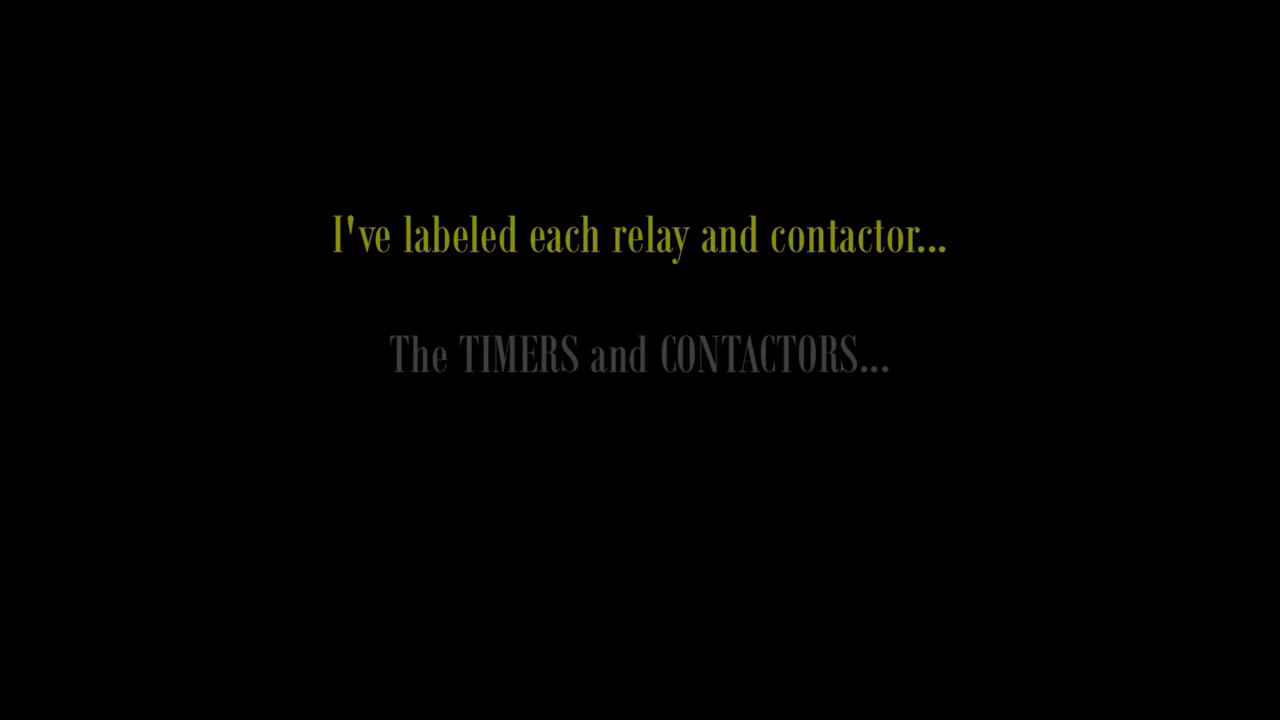 I've labeled each relay and contactor...
The TIMERS and CONTACTORS...